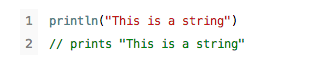 1 println("This is a string")
2 // prints "This is a string"